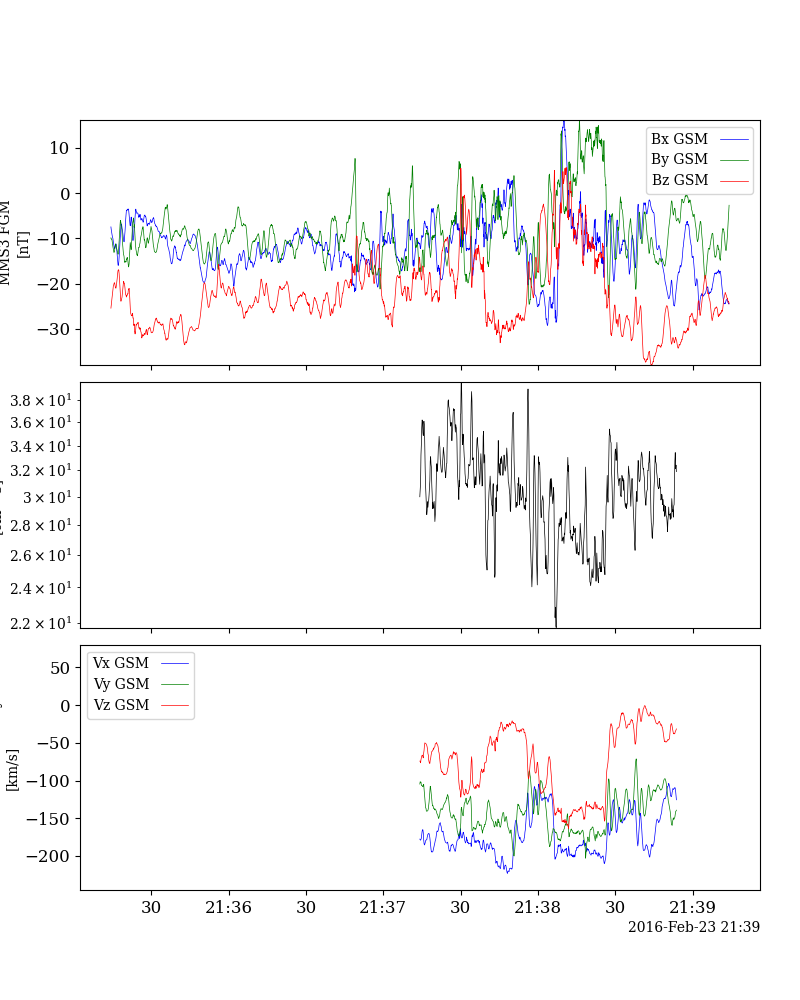 10
0
−10
−20
−30
MMS3 FGM
[nT]
Bx GSM
By GSM
Bz GSM
3.8 × 10¹
3.6 × 10¹
3.4 × 10¹
3.2 × 10¹
3 × 10¹
2.8 × 10¹
2.6 × 10¹
2.4 × 10¹
2.2 × 10¹
50
0
−50
−100
−150
−200
[km/s]
Vx GSM
Vy GSM
Vz GSM
30 21:36 30 21:37 30 21:38 30 21:39
2016-Feb-23 21:39